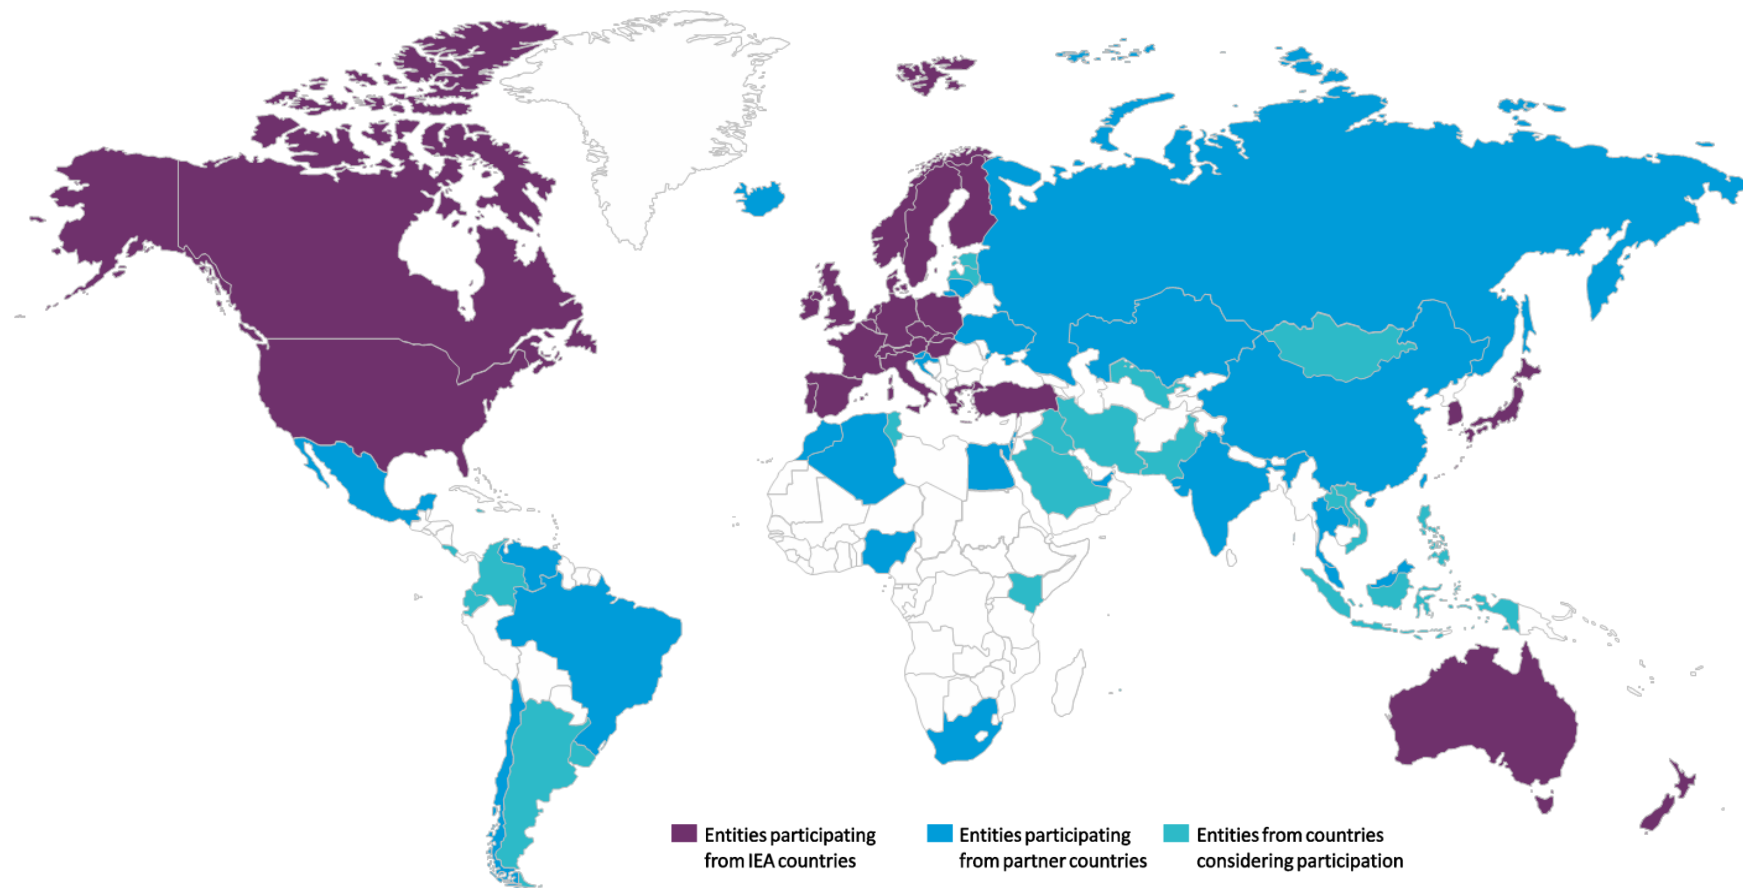 Entities participating
from IEA countries
Entities participating
from partner countries
Entities from countries
considering participation